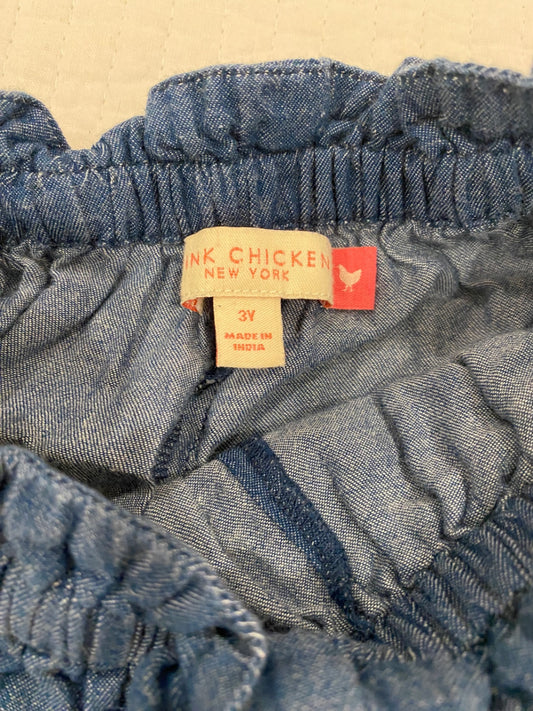 INK CHICKEN
NEW YORK
3Y
MADE IN
INDIA